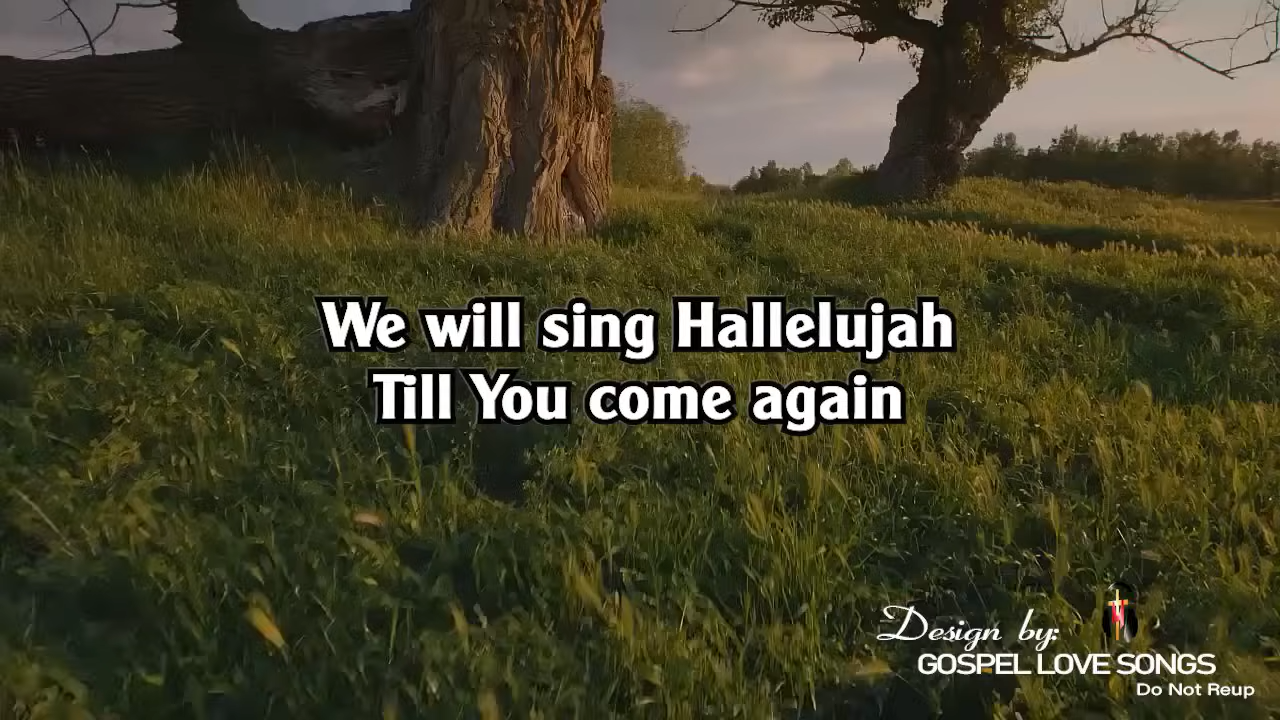 We will sing Hallelujah
Till You come again
Design by:
GOSPEL LOVE SONGS
Do Not Reup